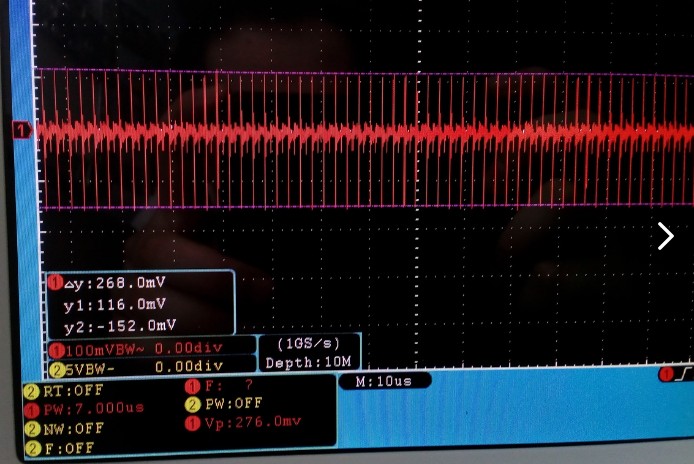 1
1 △y:268.0mV
y1:116.0mV
y2:-152.0mV
1 100mVBW~ 0.00div
2 5VBW- 0.00div
(1GS/s)
Depth:10M
M:10us
1
2 RT:OFF
1 F: ?
1 PW:7.000us
2 PW:OFF
2 NW:OFF
1 Vp:276.0mv
2 F:OFF